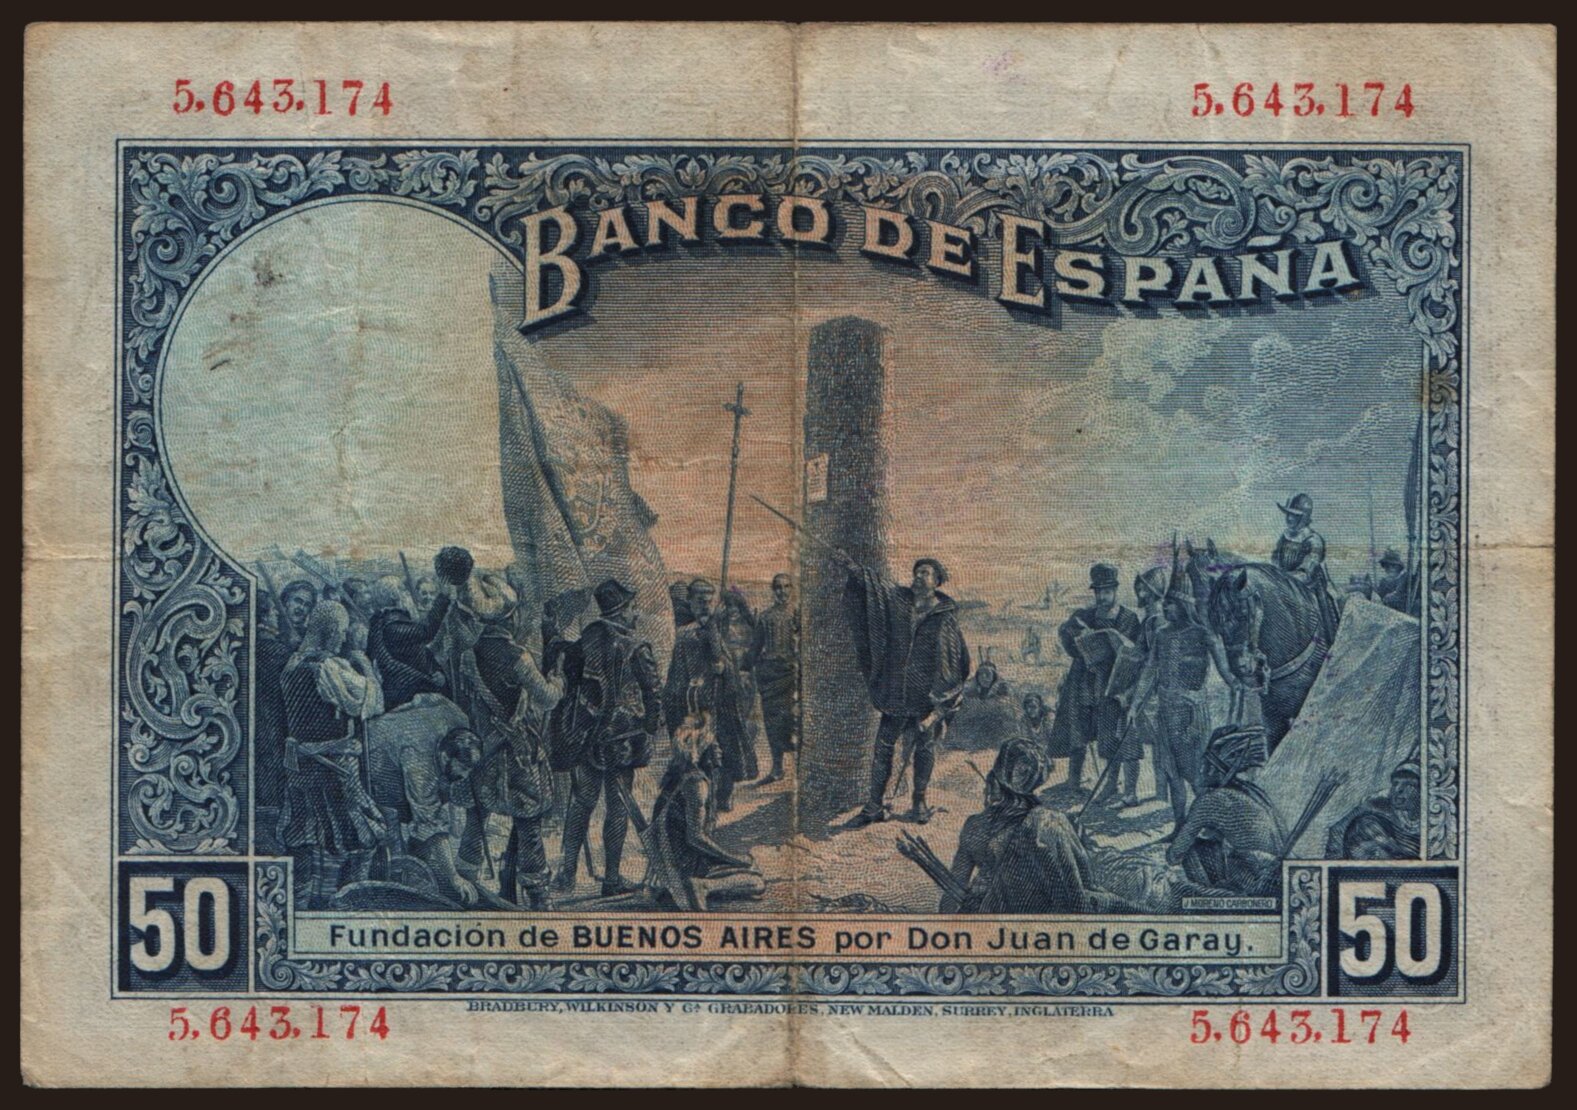 5.643.174 5.643.174
BANCO DE ESPAÑA
J MORENO CARBONERO
50 50
Fundación de BUENOS AIRES por Don Juan de Garay.
BRADBURY, WILKINSON Y Cª GRABADORES, NEW MALDEN, SURREY, INGLATERRA
5.643.174 5.643.174